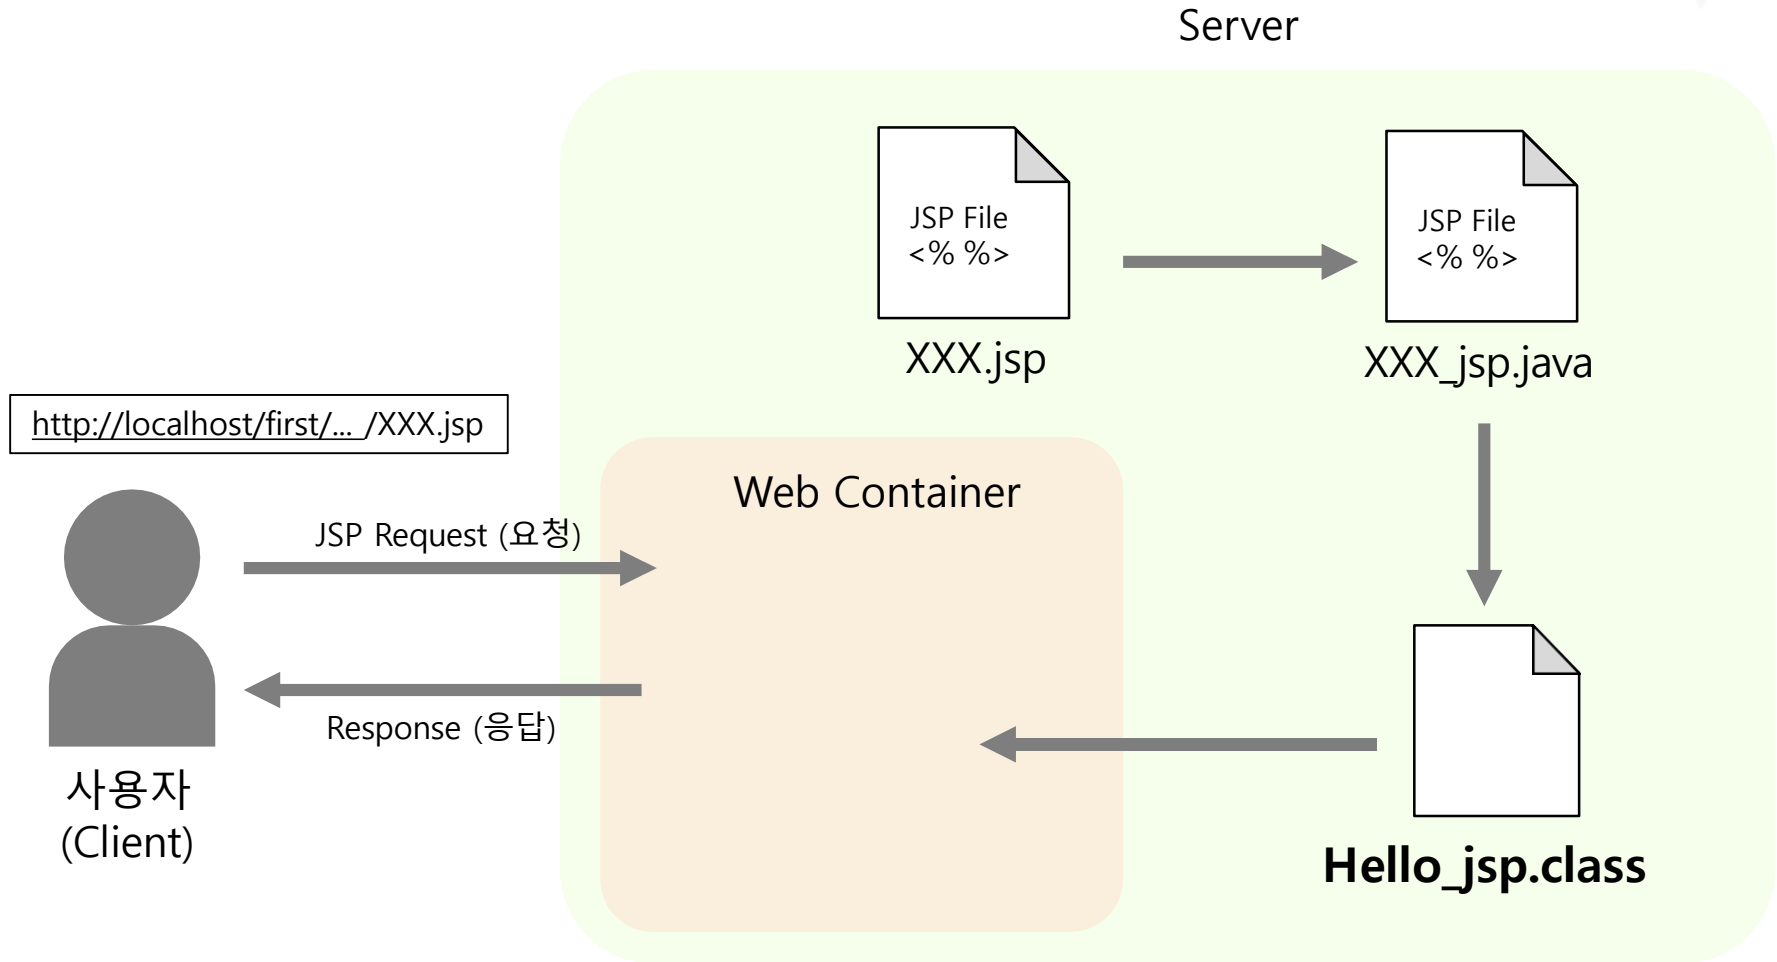 Server
JSP File
<% %>
XXX.jsp
JSP File
<% %>
XXX_jsp.java
http://localhost/first/... /XXX.jsp
Web Container
JSP Request (요청)
Response (응답)
사용자
(Client)
Hello_jsp.class